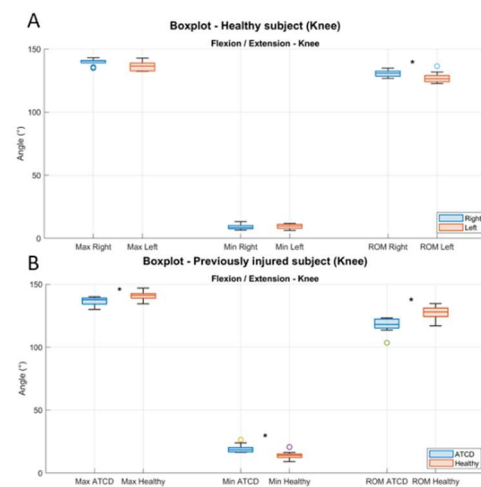 A
Boxplot - Healthy subject (Knee)
Flexion / Extension - Knee
150
*
100
Angle (°)
50
0
Right
Left
Max Right Max Left Min Right Min Left ROM Right ROM Left
B
Boxplot - Previously injured subject (Knee)
Flexion / Extension - Knee
150
* *
100
Angle (°)
50
*
0
ATCD
Healthy
Max ATCD Max Healthy Min ATCD Min Healthy ROM ATCD ROM Healthy